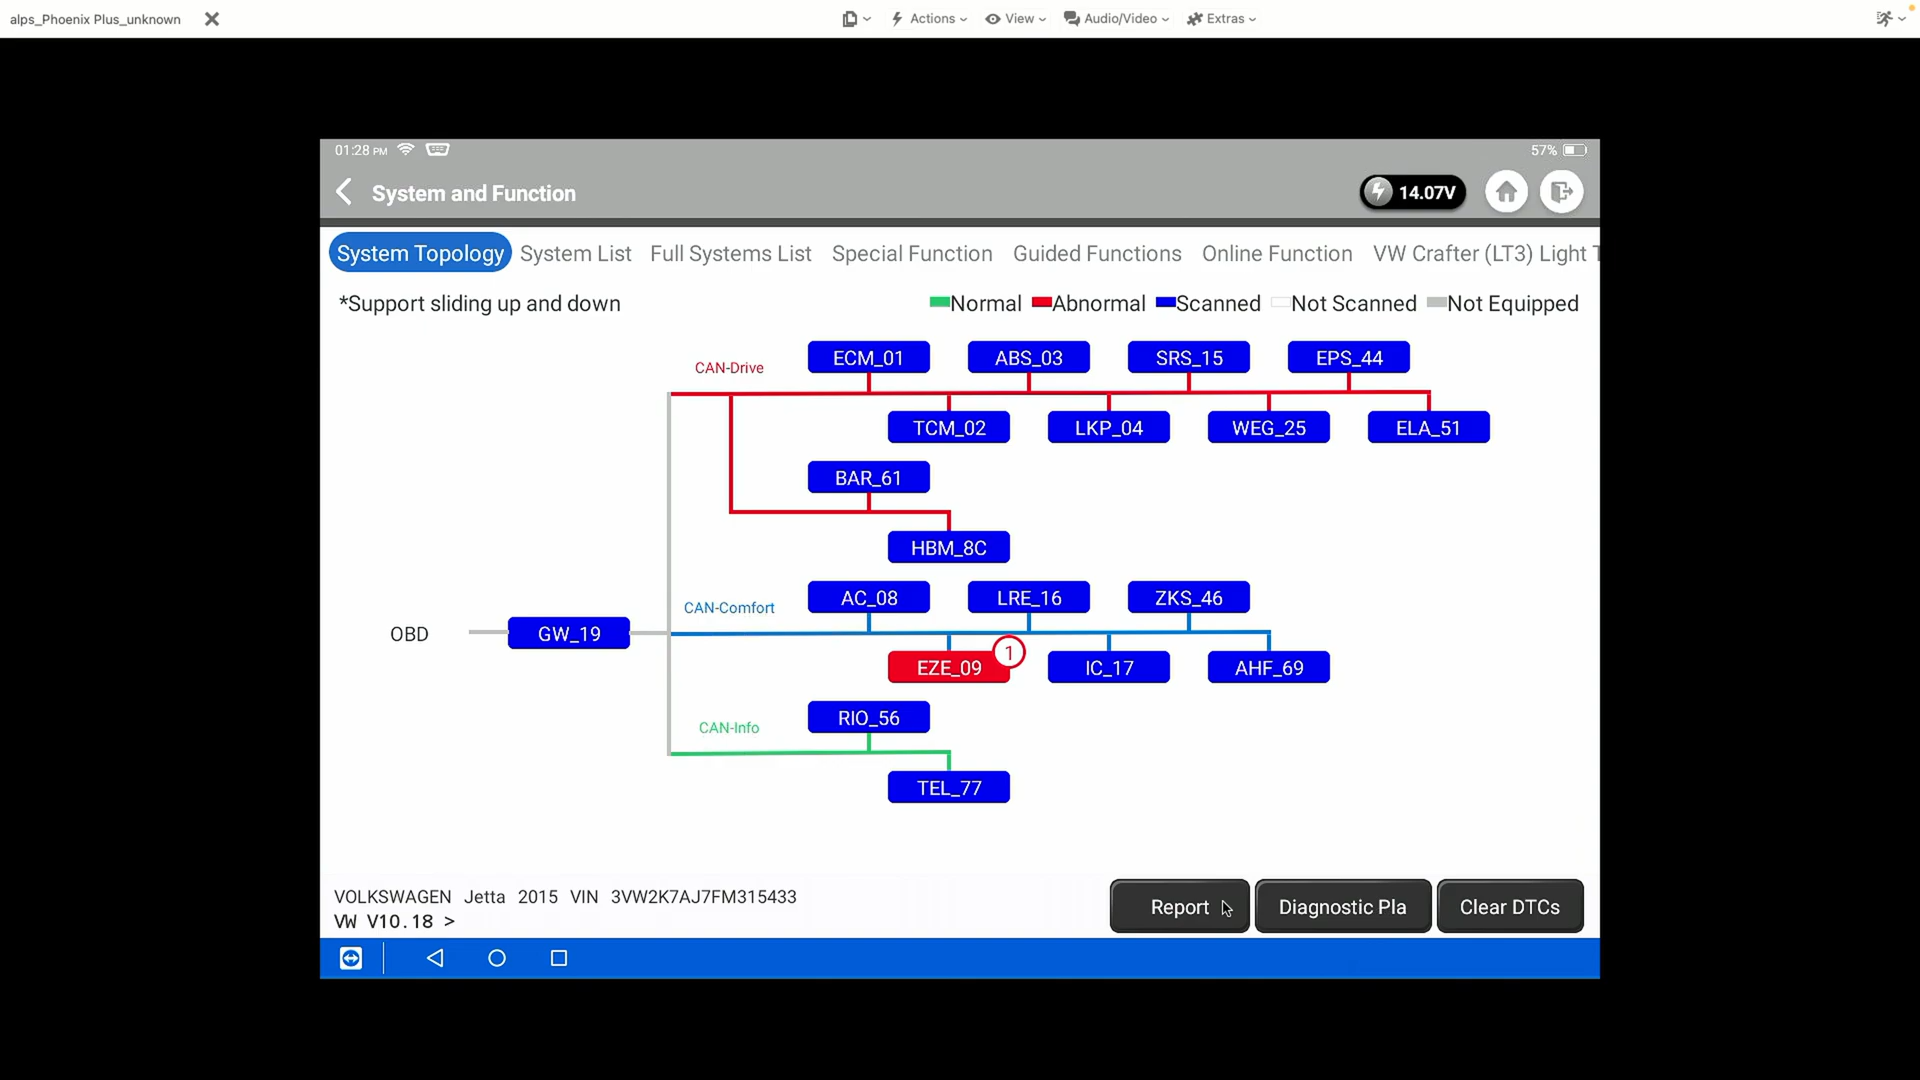 alps_Phoenix Plus_unknown
Actions
View
Audio/Video
Extras
01:28 PM
57%
System and Function
14.07V
System Topology
System List
Full Systems List
Special Function
Guided Functions
Online Function
VW Crafter (LT3) Light T
*Support sliding up and down
Normal
Abnormal
Scanned
Not Scanned
Not Equipped
CAN-Drive
ECM_01
ABS_03
SRS_15
EPS_44
TCM_02
LKP_04
WEG_25
ELA_51
BAR_61
HBM_8C
CAN-Comfort
AC_08
LRE_16
ZKS_46
OBD
GW_19
EZE_09
1
IC_17
AHF_69
CAN-Info
RIO_56
TEL_77
VOLKSWAGEN Jetta 2015 VIN 3VW2K7AJ7FM315433
VW V10.18 >
Report
Diagnostic Pla
Clear DTCs